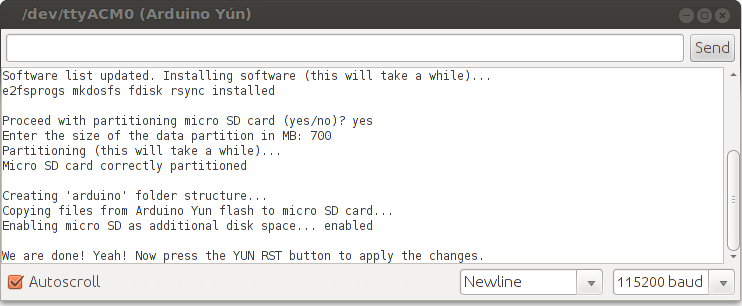 /dev/ttyACM0 (Arduino Yún)
Send
Software list updated. Installing software (this will take a while)...
e2fsprogs mkdosfs fdisk rsync installed
Proceed with partitioning micro SD card (yes/no)? yes
Enter the size of the data partition in MB: 700
Partitioning (this will take a while)...
Micro SD card correctly partitioned
Creating 'arduino' folder structure...
Copying files from Arduino Yun flash to micro SD card...
Enabling micro SD as additional disk space... enabled
We are done! Yeah! Now press the YUN RST button to apply the changes.
Autoscroll
Newline
115200 baud